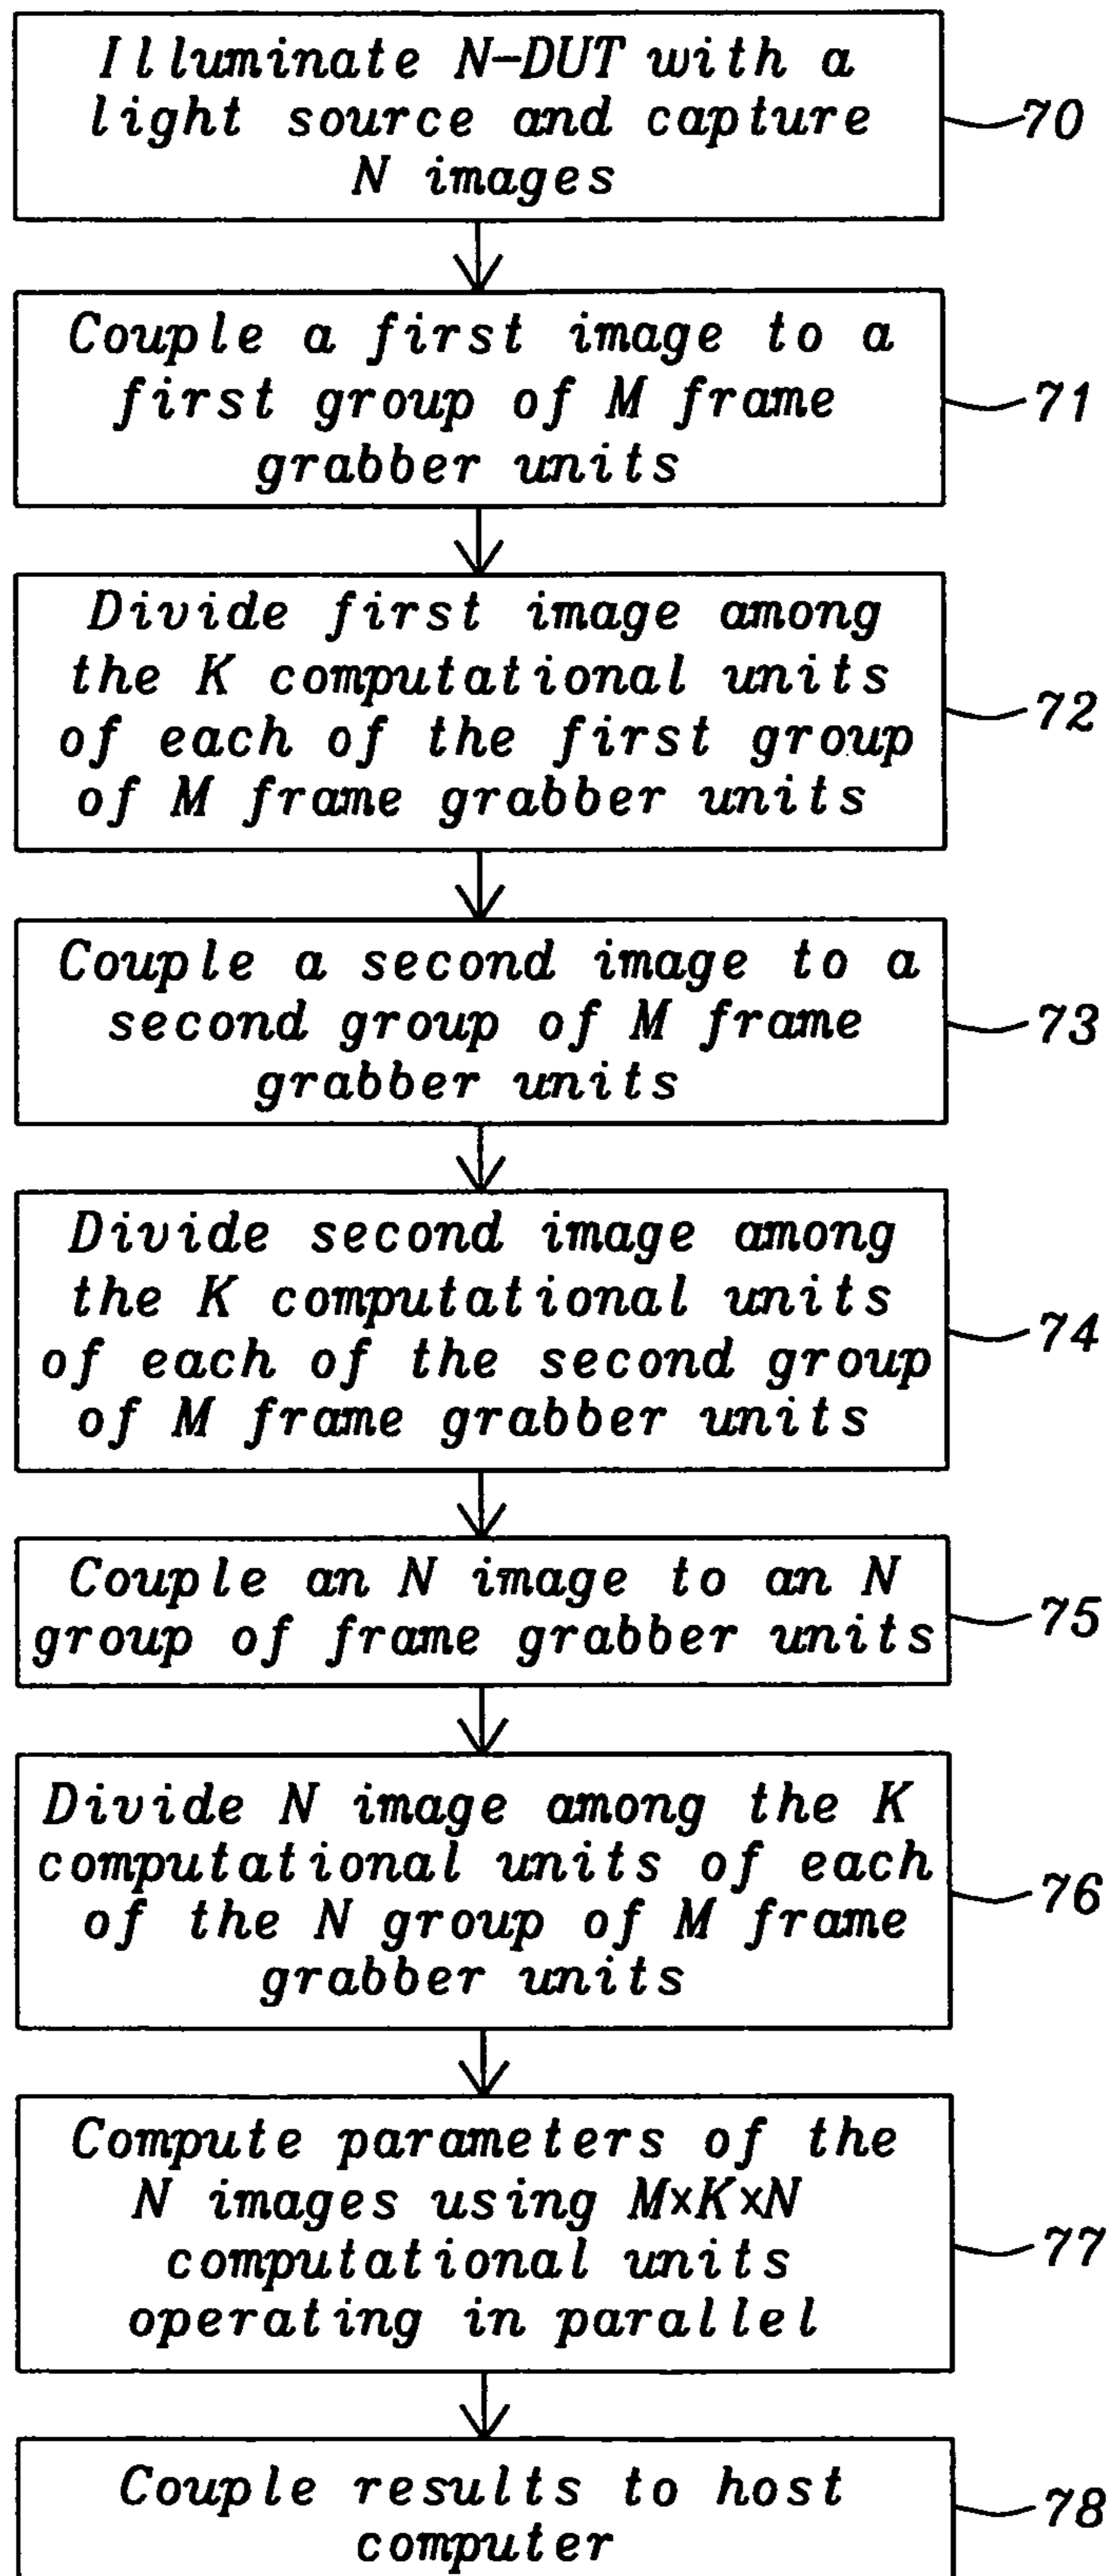 Illuminate N-DUT with a
light source and capture
N images
70
Couple a first image to a
first group of M frame
grabber units
71
Divide first image among
the K computational units
of each of the first group
of M frame grabber units
72
Couple a second image to a
second group of M frame
grabber units
73
Divide second image among
the K computational units
of each of the second group
of M frame grabber units
74
Couple an N image to an N
group of frame grabber units
75
Divide N image among the K
computational units of each
of the N group of M frame
grabber units
76
Compute parameters of the
N images using M×K×N
computational units
operating in parallel
77
Couple results to host
computer
78